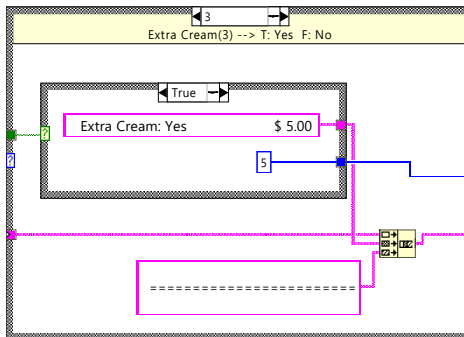 3
Extra Cream(3) --> T: Yes F: No
True
?
Extra Cream: Yes $ 5.00
?
5
======================